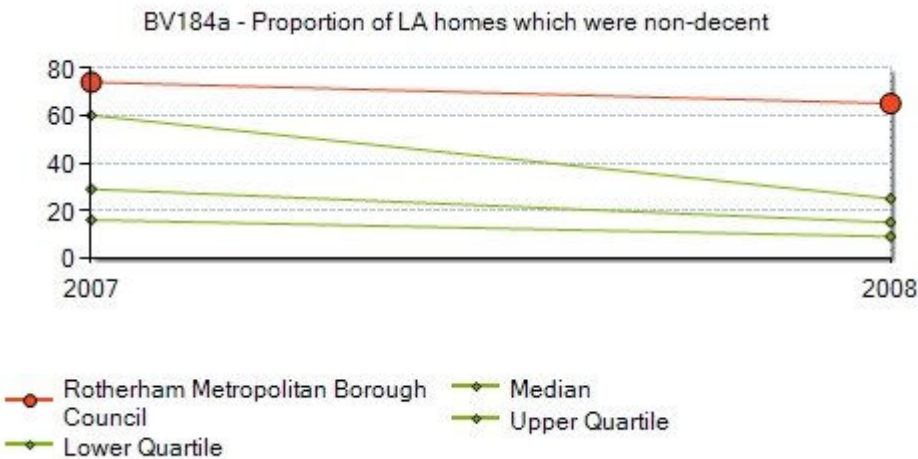 BV184a - Proportion of LA homes which were non-decent
80
60
40
20
0
2007
2008
Rotherham Metropolitan Borough
Council
Lower Quartile
Median
Upper Quartile